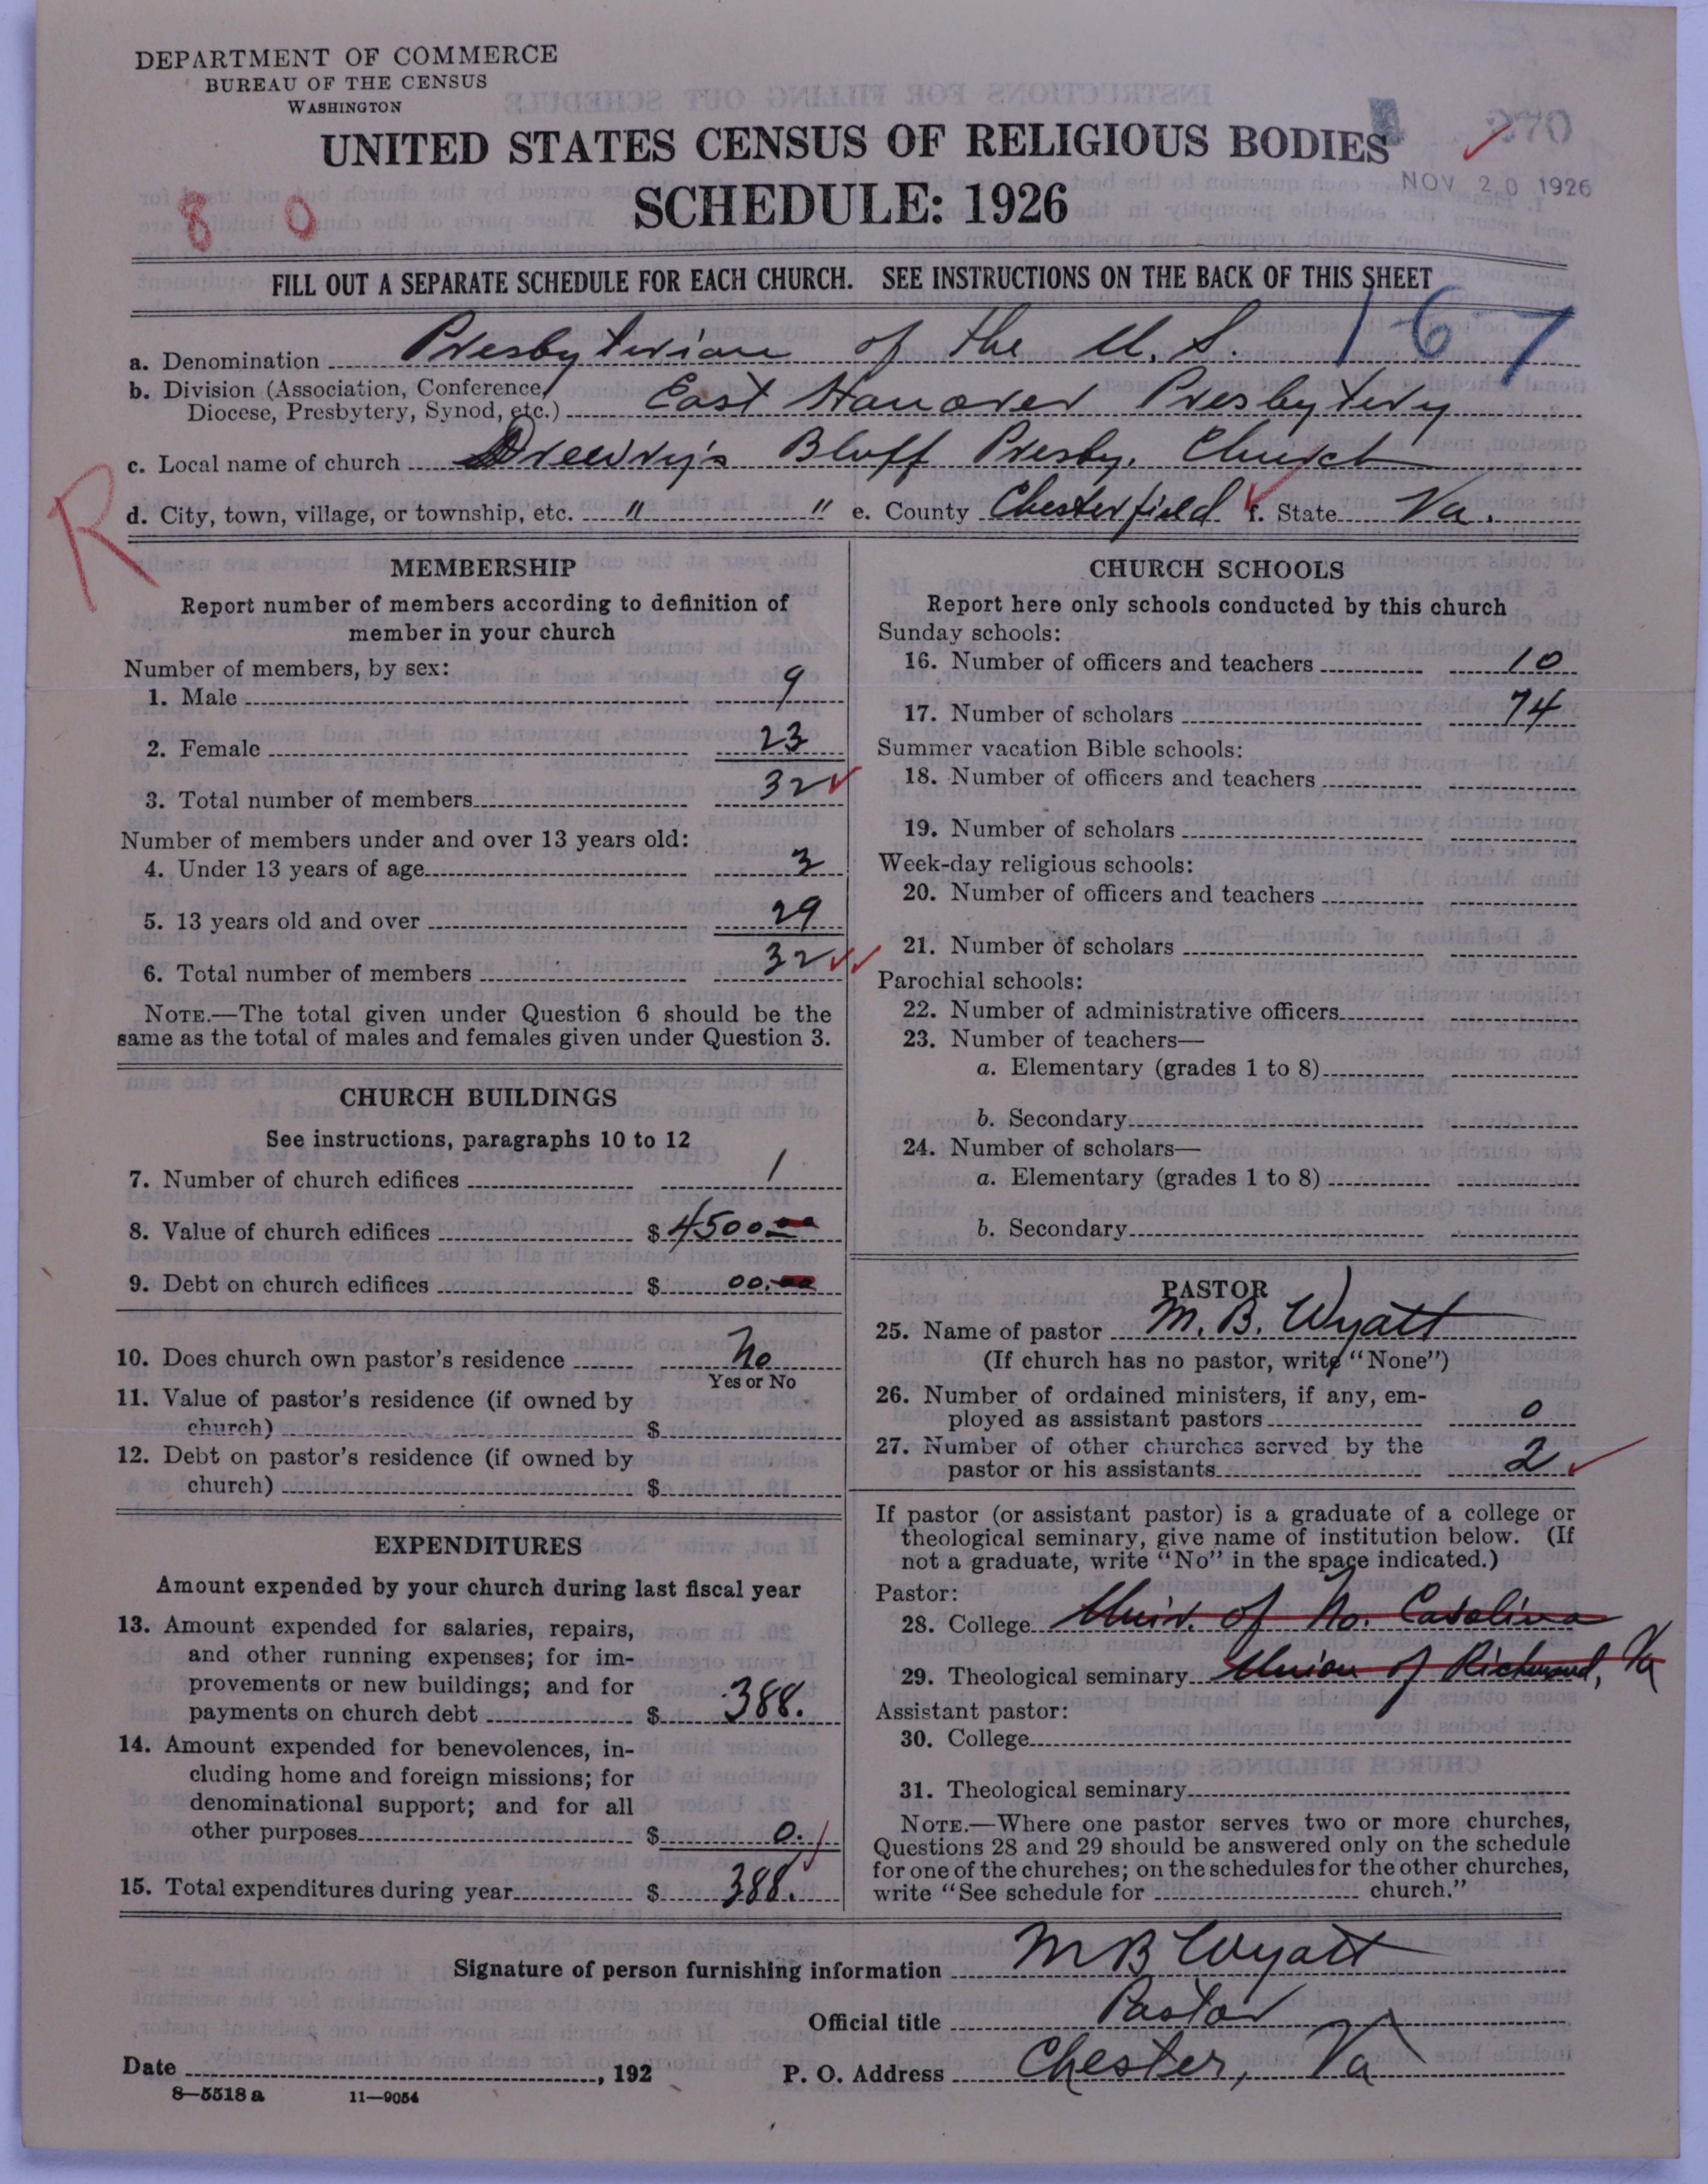 DEPARTMENT OF COMMERCE
BUREAU OF THE CENSUS
WASHINGTON
UNITED STATES CENSUS OF RELIGIOUS BODIES
SCHEDULE: 1926
270
NOV 20 1926
8 0
FILL OUT A SEPARATE SCHEDULE FOR EACH CHURCH. SEE INSTRUCTIONS ON THE BACK OF THIS SHEET
167
a. Denomination Presbyterian of the U. S.
b. Division (Association, Conference,
Diocese, Presbytery, Synod, etc.) East Hanover Presbytery
c. Local name of church Drewry's Bluff Presby. Church
R
d. City, town, village, or township, etc. " " e. County Chesterfield f. State Va.
MEMBERSHIP
Report number of members according to definition of
member in your church
Number of members, by sex:
1. Male 9
2. Female 23
3. Total number of members 32
Number of members under and over 13 years old:
4. Under 13 years of age 3
5. 13 years old and over 29
6. Total number of members 32
NOTE.—The total given under Question 6 should be the
same as the total of males and females given under Question 3.
CHURCH BUILDINGS
See instructions, paragraphs 10 to 12
7. Number of church edifices 1
8. Value of church edifices $ 4500.00
9. Debt on church edifices $ 00.00
10. Does church own pastor's residence No
Yes or No
11. Value of pastor's residence (if owned by
church) $
12. Debt on pastor's residence (if owned by
church) $
EXPENDITURES
Amount expended by your church during last fiscal year
13. Amount expended for salaries, repairs,
and other running expenses; for im-
provements or new buildings; and for
payments on church debt $ 388.
14. Amount expended for benevolences, in-
cluding home and foreign missions; for
denominational support; and for all
other purposes $ 0.
15. Total expenditures during year $ 388.
CHURCH SCHOOLS
Report here only schools conducted by this church
Sunday schools:
16. Number of officers and teachers 10
17. Number of scholars 74
Summer vacation Bible schools:
18. Number of officers and teachers
19. Number of scholars
Week-day religious schools:
20. Number of officers and teachers
21. Number of scholars
Parochial schools:
22. Number of administrative officers
23. Number of teachers—
a. Elementary (grades 1 to 8)
b. Secondary
24. Number of scholars—
a. Elementary (grades 1 to 8)
b. Secondary
PASTOR
25. Name of pastor M. B. Wyatt
(If church has no pastor, write "None")
26. Number of ordained ministers, if any, em-
ployed as assistant pastors 0
27. Number of other churches served by the
pastor or his assistants 2
If pastor (or assistant pastor) is a graduate of a college or
theological seminary, give name of institution below. (If
not a graduate, write "No" in the space indicated.)
Pastor:
28. College Univ. of No. Carolina
29. Theological seminary Union of Richmond, Va
Assistant pastor:
30. College
31. Theological seminary
NOTE.—Where one pastor serves two or more churches,
Questions 28 and 29 should be answered only on the schedule
for one of the churches; on the schedules for the other churches,
write "See schedule for church."
Signature of person furnishing information M B Wyatt
Official title Pastor
Date , 192 P. O. Address Chester, Va
8—5518 a 11—9054